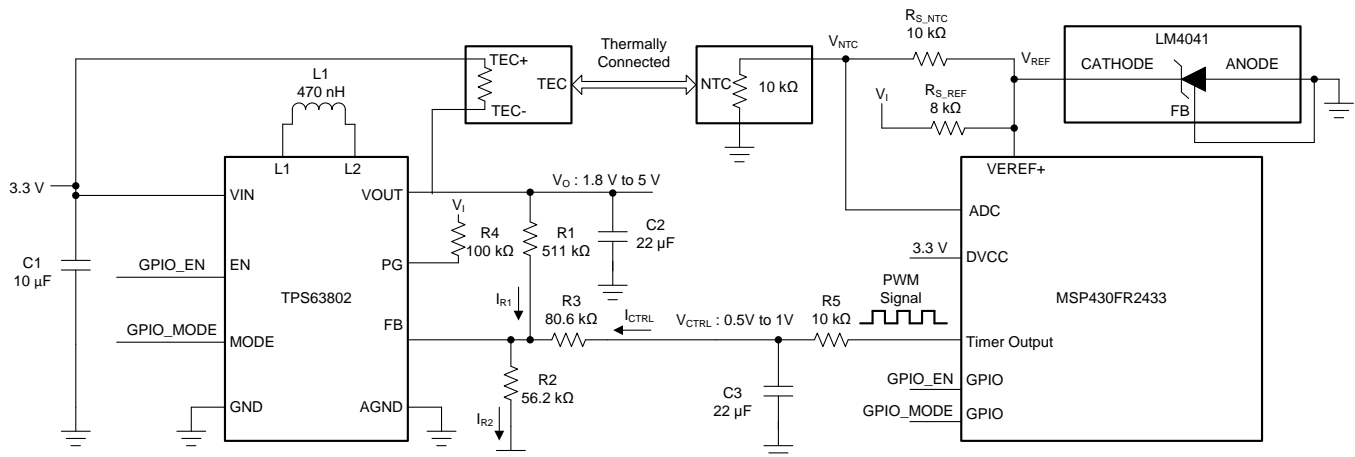 R_S_NTC
10 kΩ
V_NTC
Thermally
Connected
TEC+
TEC
TEC-
NTC
10 kΩ
V_REF
LM4041
CATHODE
ANODE
FB
V_I
R_S_REF
8 kΩ
L1
470 nH
L1
L2
3.3 V
VIN
VOUT
V_O : 1.8 V to 5 V
V_I
R4
100 kΩ
R1
511 kΩ
C2
22 µF
PG
C1
10 µF
GPIO_EN
EN
TPS63802
GPIO_MODE
MODE
FB
GND
AGND
I_R1
R3
80.6 kΩ
I_CTRL
V_CTRL : 0.5V to 1V
R5
10 kΩ
PWM
Signal
R2
56.2 kΩ
I_R2
C3
22 µF
VEREF+
ADC
3.3 V
DVCC
MSP430FR2433
Timer Output
GPIO_EN
GPIO
GPIO_MODE
GPIO